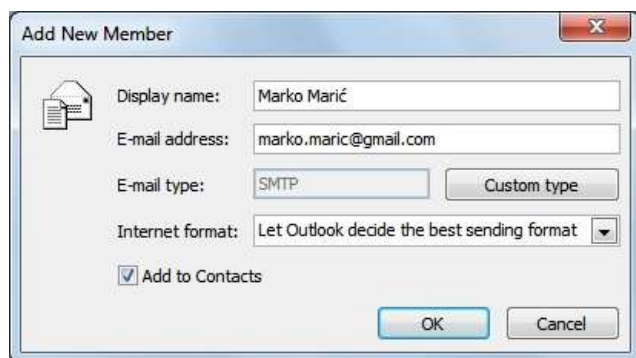 Add New Member
Display name: Marko Marić
E-mail address: marko.maric@gmail.com
E-mail type: SMTP Custom type
Internet format: Let Outlook decide the best sending format
Add to Contacts
OK Cancel